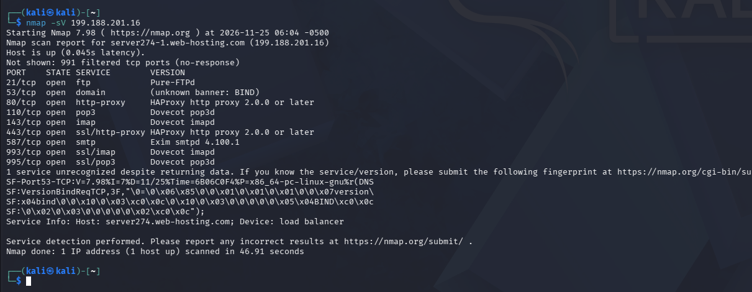 ┌──(kali㉿kali)-[~]
└─$ nmap -sV 199.188.201.16
Starting Nmap 7.98 ( https://nmap.org ) at 2026-11-25 06:04 -0500
Nmap scan report for server274-1.web-hosting.com (199.188.201.16)
Host is up (0.045s latency).
Not shown: 991 filtered tcp ports (no-response)
PORT    STATE SERVICE        VERSION
21/tcp  open  ftp            Pure-FTPd
53/tcp  open  domain         (unknown banner: BIND)
80/tcp  open  http-proxy     HAProxy http proxy 2.0.0 or later
110/tcp open  pop3           Dovecot pop3d
143/tcp open  imap           Dovecot imapd
443/tcp open  ssl/http-proxy HAProxy http proxy 2.0.0 or later
587/tcp open  smtp           Exim smtpd 4.100.1
993/tcp open  ssl/imap       Dovecot imapd
995/tcp open  ssl/pop3       Dovecot pop3d
1 service unrecognized despite returning data. If you know the service/version, please submit the following fingerprint at https://nmap.org/cgi-bin/su
SF-Port53-TCP:V=7.98%I=7%D=11/25%Time=6B06C0F4%P=x86_64-pc-linux-gnu%r(DNS
SF:VersionBindReqTCP,3F,"\0=\0\x06\x85\0\0\x01\0\x01\0\x01\0\0\x07version\
SF:x04bind\0\0\x10\0\x03\xc0\x0c\0\x10\0\x03\0\0\0\0\0\x05\x04BIND\xc0\x0c
SF:\0\x02\0\x03\0\0\0\0\0\x02\xc0\x0c");
Service Info: Host: server274.web-hosting.com; Device: load balancer
Service detection performed. Please report any incorrect results at https://nmap.org/submit/ .
Nmap done: 1 IP address (1 host up) scanned in 46.91 seconds
┌──(kali㉿kali)-[~]
└─$